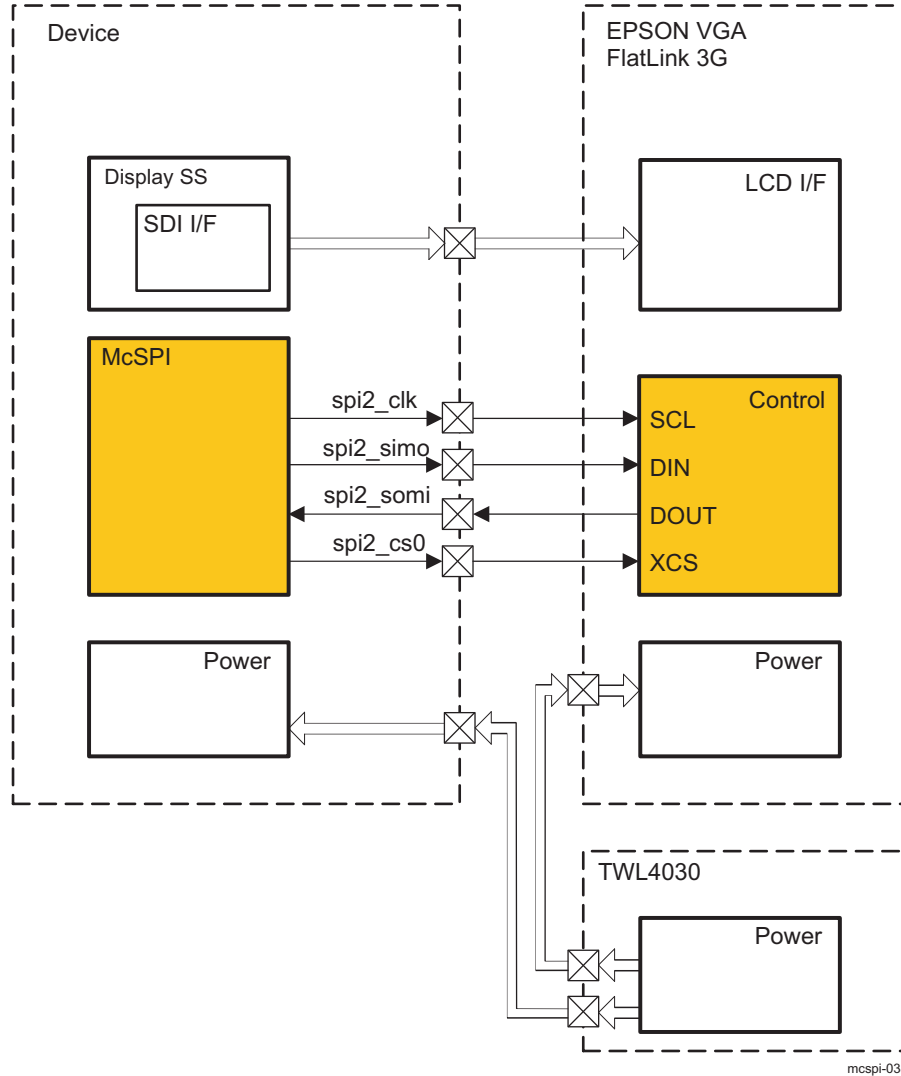 Device
EPSON VGA
FlatLink 3G
Display SS
SDI I/F
LCD I/F
McSPI
spi2_clk
spi2_simo
spi2_somi
spi2_cs0
Control
SCL
DIN
DOUT
XCS
Power
Power
TWL4030
Power
mcspi-03